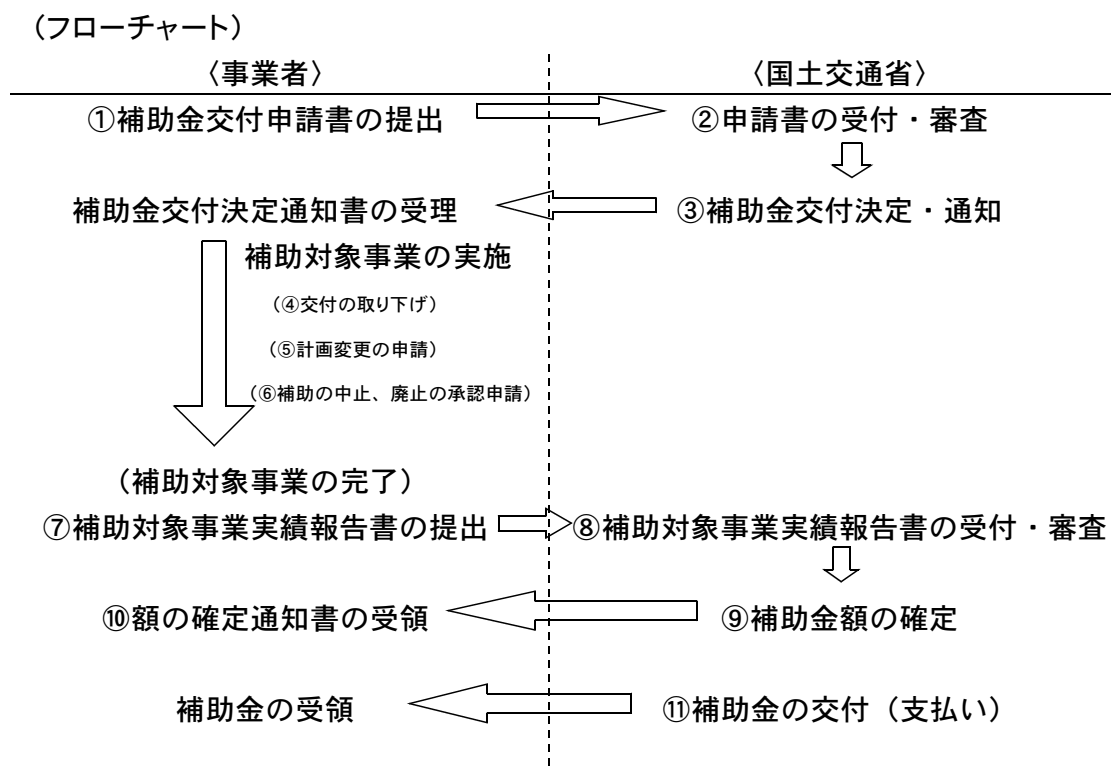 （フローチャート）
〈事業者〉 〈国土交通省〉
①補助金交付申請書の提出 ②申請書の受付・審査
補助金交付決定通知書の受理 ③補助金交付決定・通知
補助対象事業の実施
（④交付の取り下げ）
（⑤計画変更の申請）
（⑥補助の中止、廃止の承認申請）
（補助対象事業の完了）
⑦補助対象事業実績報告書の提出 ⑧補助対象事業実績報告書の受付・審査
⑩額の確定通知書の受領 ⑨補助金額の確定
補助金の受領 ⑪補助金の交付（支払い）